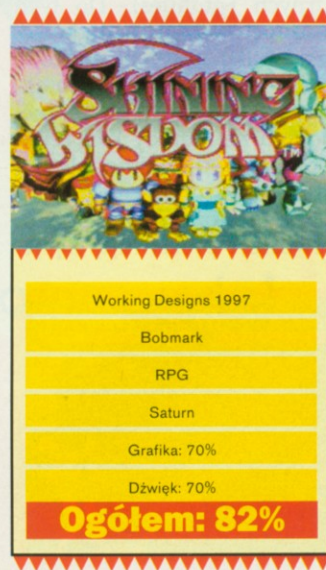 SHINING
WISDOM
Working Designs 1997
Bobmark
RPG
Saturn
Grafika: 70%
Dźwięk: 70%
Ogółem: 82%